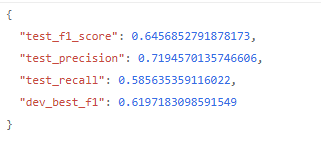 {
"test_f1_score": 0.6456852791878173,
"test_precision": 0.7194570135746606,
"test_recall": 0.585635359116022,
"dev_best_f1": 0.6197183098591549
}